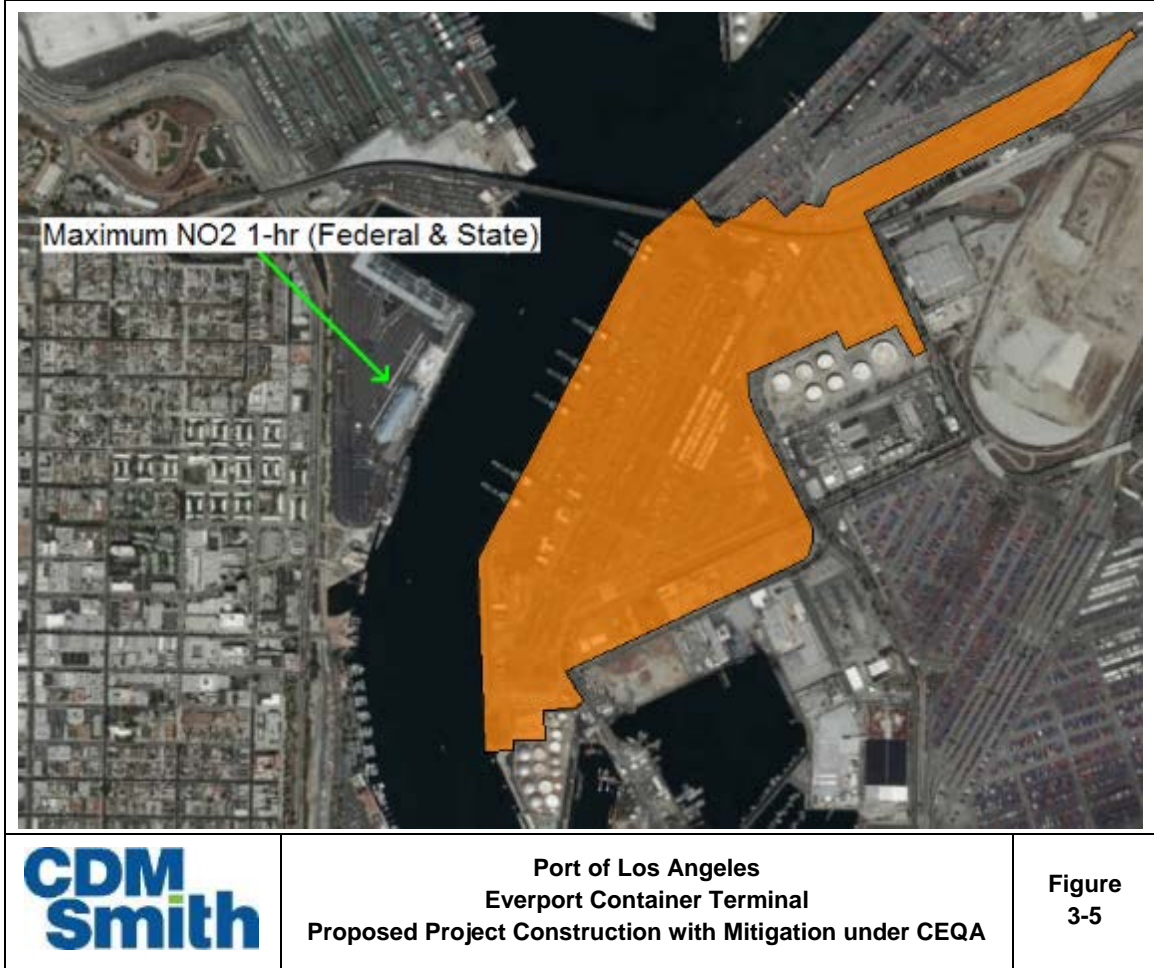 Maximum NO2 1-hr (Federal & State)
CDM
Smith
Port of Los Angeles
Everport Container Terminal
Proposed Project Construction with Mitigation under CEQA
Figure
3-5